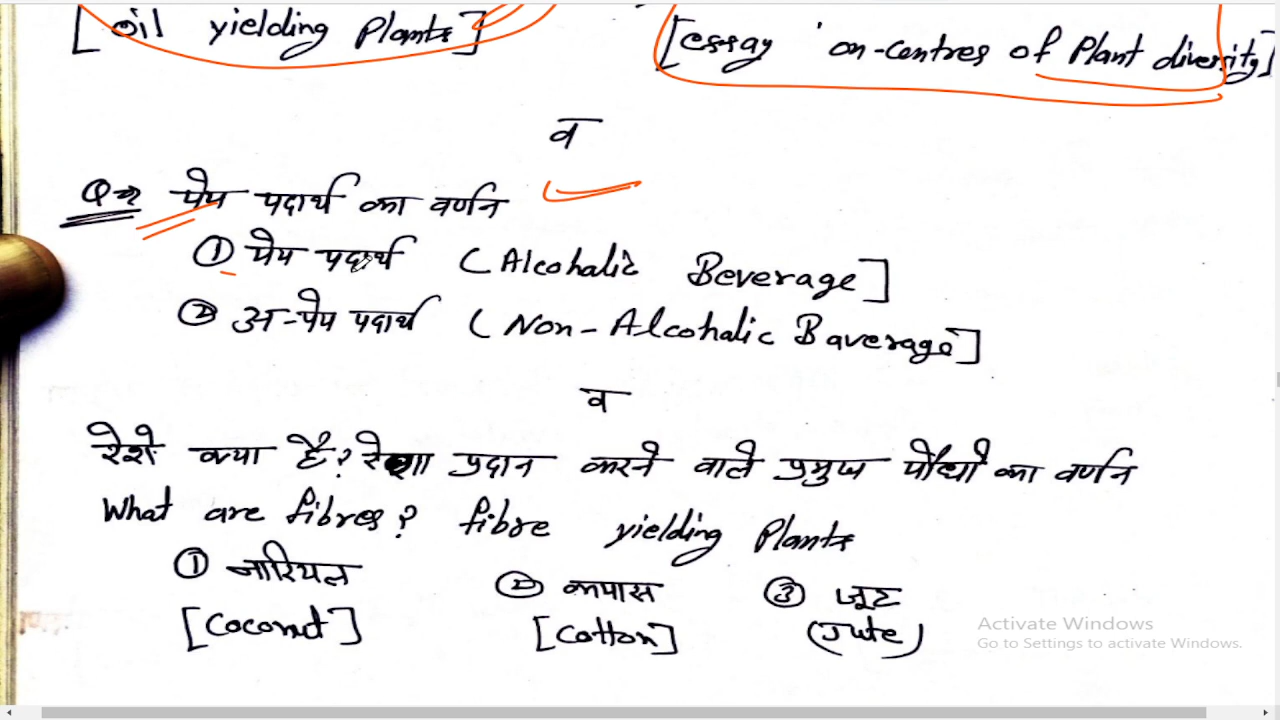 [oil yielding Plants]
[essay on-centres of Plant diversity]
व
Q⇒ पेय पदार्थ का वर्णन
① पेय पदार्थ (Alcohalic Beverage]
② अ-पेय पदार्थ (Non-Alcohalic Baverage]
व
रेशे क्या है? रेशा प्रदान करने वाले प्रमुख पौधों का वर्णन
What are fibres? fibre yielding Plants
① नारियल ② कपास ③ जूट
[Coconut] [Cotton] (Jute)
Activate Windows
Go to Settings to activate Windows.